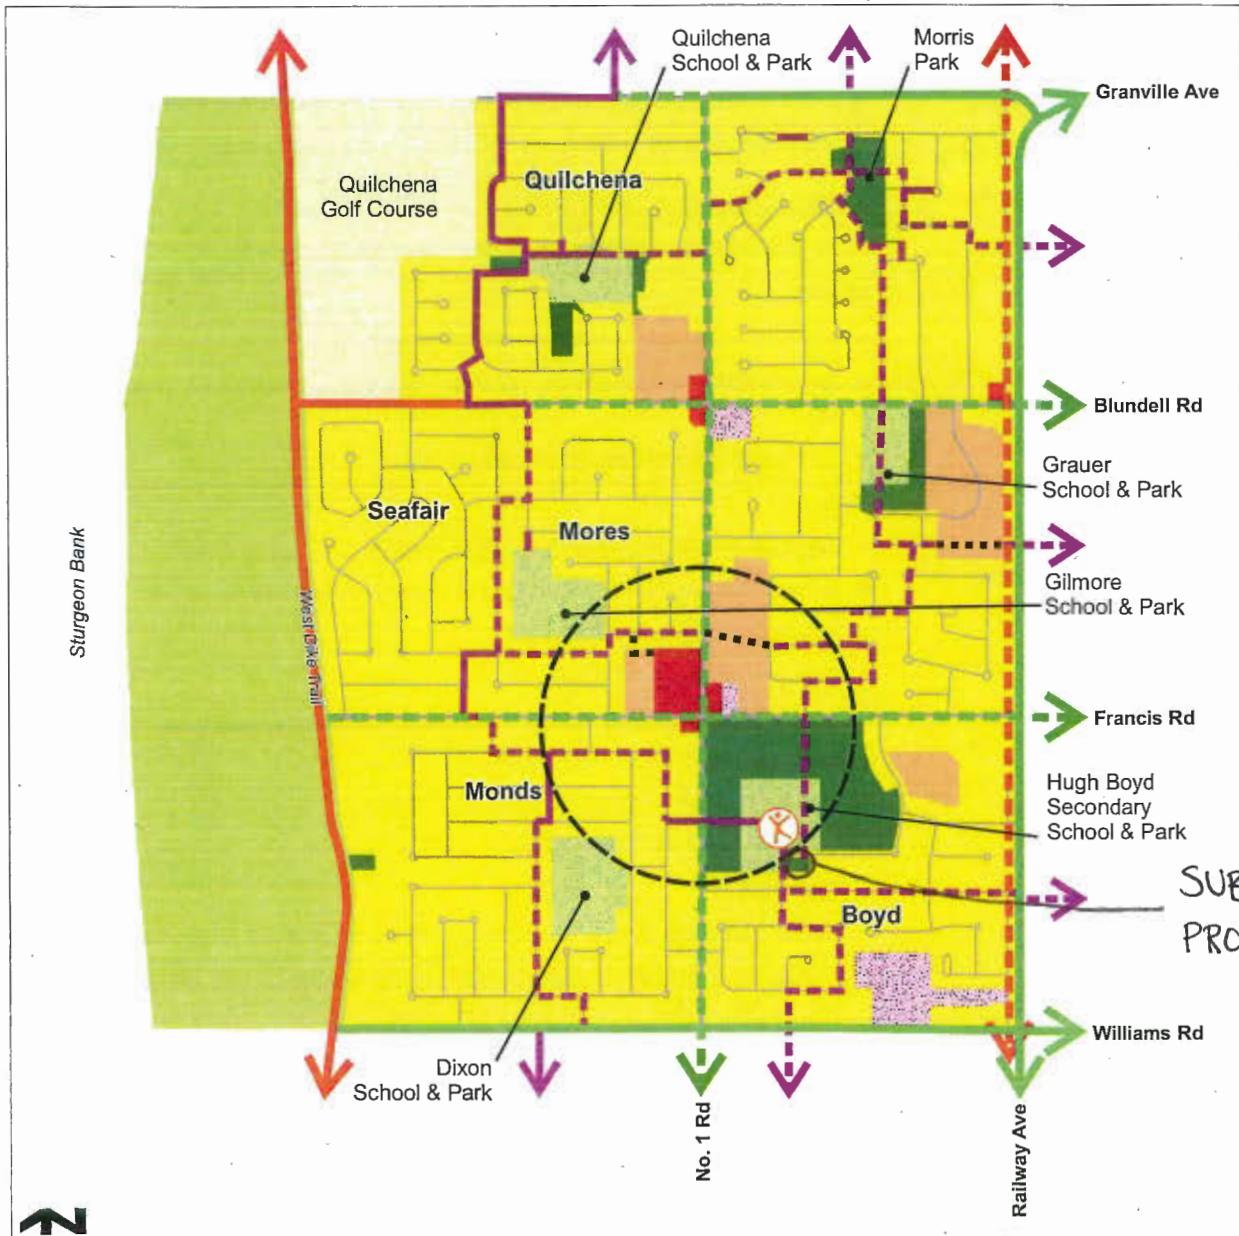 Quilchena
School & Park
Morris
Park
Granville Ave
Quilchena
Golf Course
Quilchena
Blundell Rd
Grauer
School & Park
Seafair
Mores
Sturgeon Bank
West Dike Trail
Gilmore
School & Park
Francis Rd
Monds
Hugh Boyd
Secondary
School & Park
SUB
PRO
Boyd
Williams Rd
Dixon
School & Park
No. 1 Rd
Railway Ave